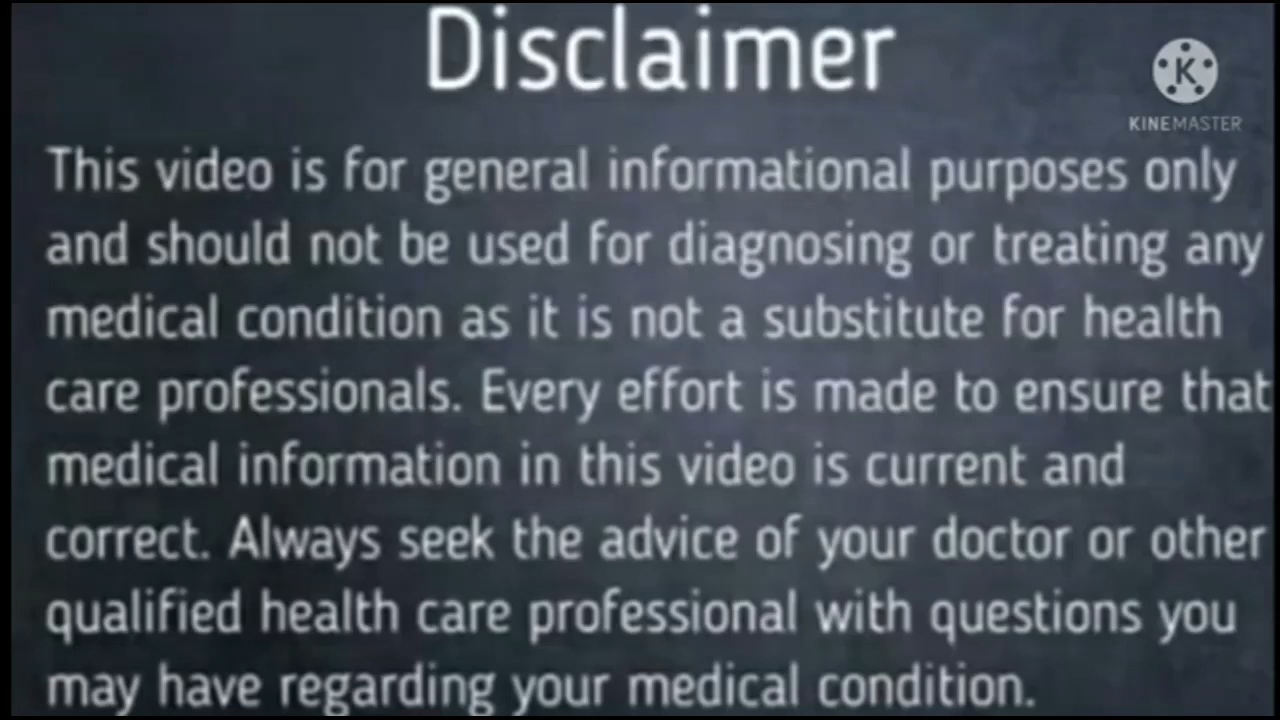 Disclaimer
K
KINEMASTER
This video is for general informational purposes only
and should not be used for diagnosing or treating any
medical condition as it is not a substitute for health
care professionals. Every effort is made to ensure that
medical information in this video is current and
correct. Always seek the advice of your doctor or other
qualified health care professional with questions you
may have regarding your medical condition.